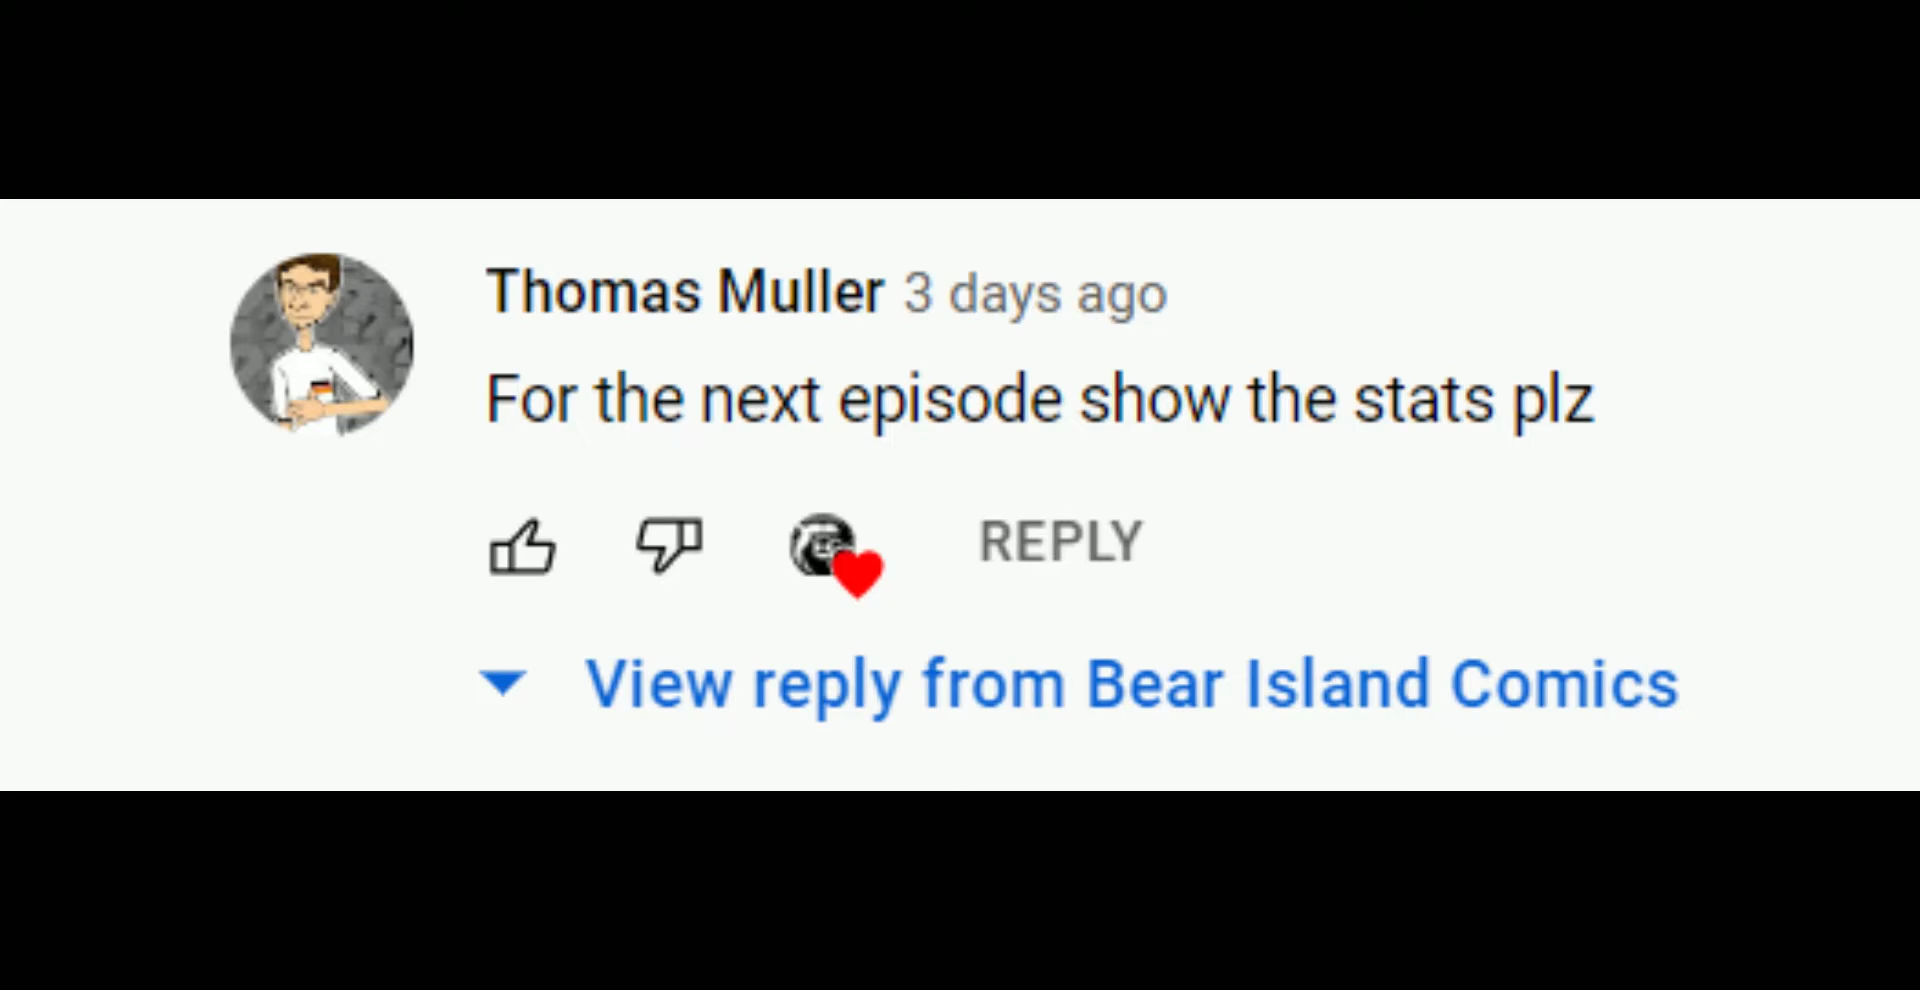 Thomas Muller 3 days ago
For the next episode show the stats plz
REPLY
View reply from Bear Island Comics